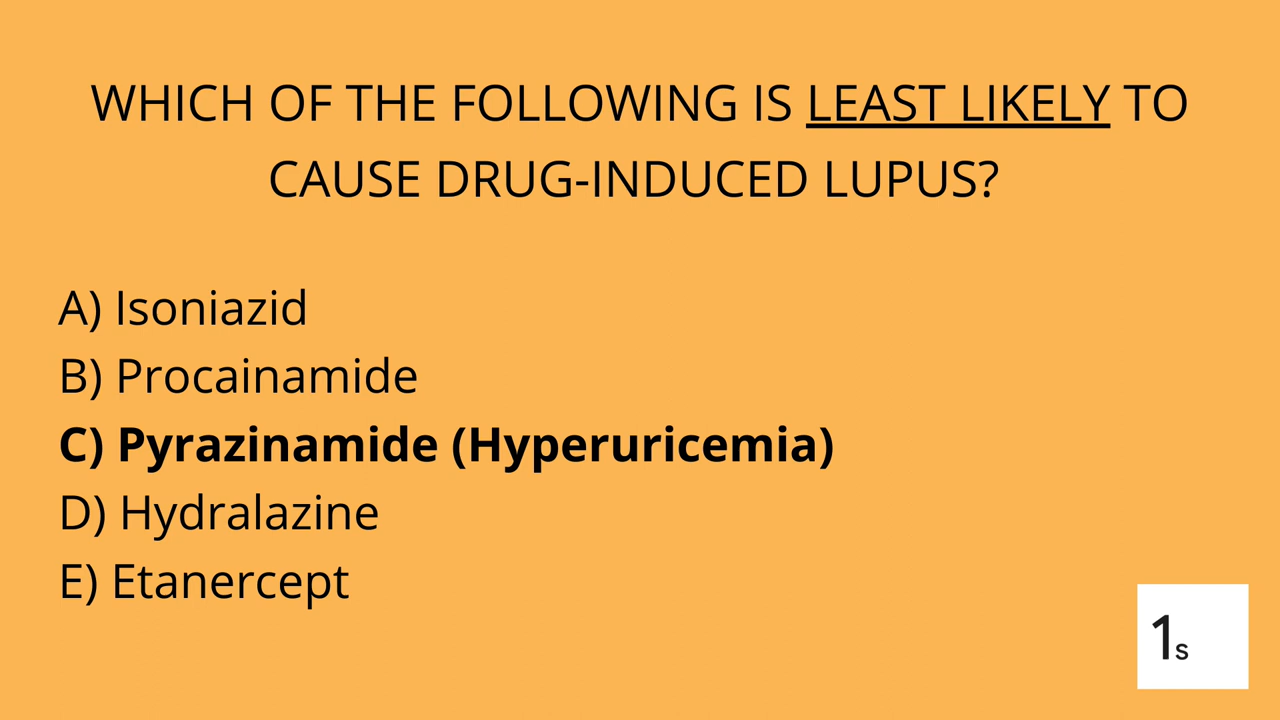 WHICH OF THE FOLLOWING IS LEAST LIKELY TO
CAUSE DRUG-INDUCED LUPUS?
A) Isoniazid
B) Procainamide
C) Pyrazinamide (Hyperuricemia)
D) Hydralazine
E) Etanercept
1s